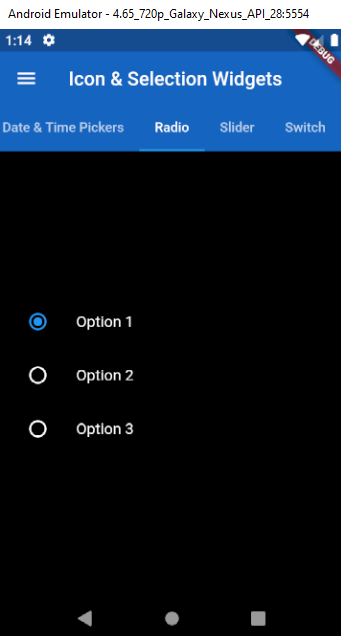 Android Emulator - 4.65_720p_Galaxy_Nexus_API_28:5554
1:14
DEBUG
Icon & Selection Widgets
Date & Time Pickers Radio Slider Switch
Option 1
Option 2
Option 3